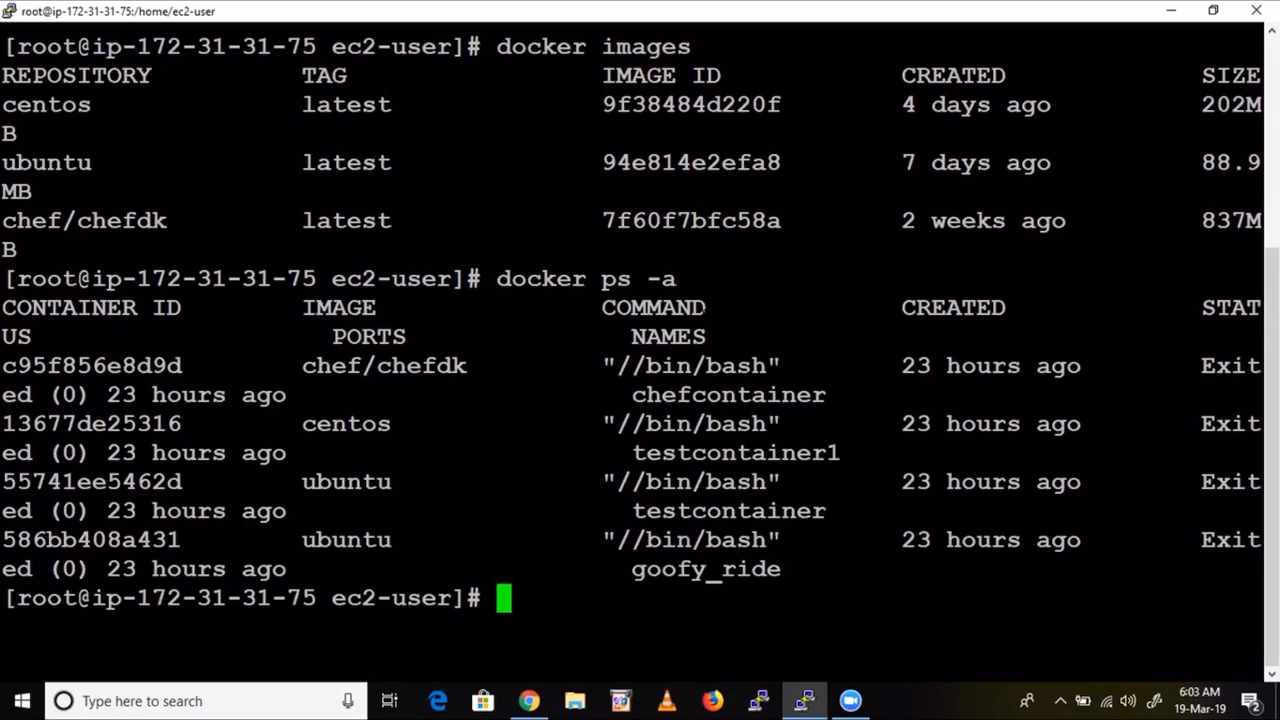 root@ip-172-31-31-75:/home/ec2-user
[root@ip-172-31-31-75 ec2-user]# docker images
REPOSITORY TAG IMAGE ID CREATED SIZE
centos latest 9f38484d220f 4 days ago 202M
B
ubuntu latest 94e814e2efa8 7 days ago 88.9
MB
chef/chefdk latest 7f60f7bfc58a 2 weeks ago 837M
B
[root@ip-172-31-31-75 ec2-user]# docker ps -a
CONTAINER ID IMAGE COMMAND CREATED STAT
US PORTS NAMES
c95f856e8d9d chef/chefdk "//bin/bash" 23 hours ago Exit
ed (0) 23 hours ago chefcontainer
13677de25316 centos "//bin/bash" 23 hours ago Exit
ed (0) 23 hours ago testcontainer1
55741ee5462d ubuntu "//bin/bash" 23 hours ago Exit
ed (0) 23 hours ago testcontainer
586bb408a431 ubuntu "//bin/bash" 23 hours ago Exit
ed (0) 23 hours ago goofy_ride
[root@ip-172-31-31-75 ec2-user]#
Type here to search
6:03 AM
19-Mar-19
2